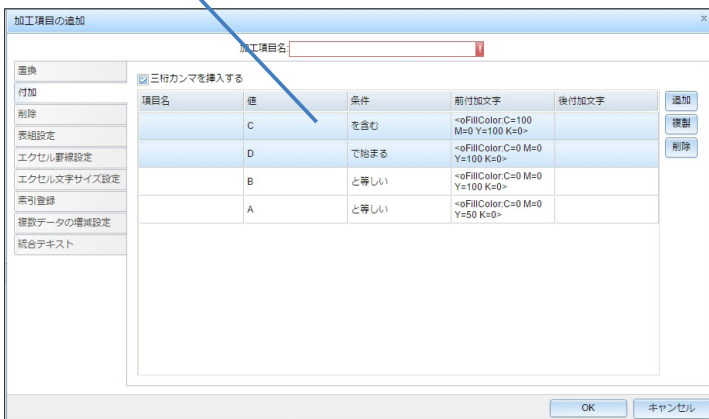 加工項目の追加
x
加工項目名:
!
置換
付加
削除
表組設定
エクセル罫線設定
エクセル文字サイズ設定
索引登録
複数データの増減設定
統合テキスト
三桁カンマを挿入する
項目名 値 条件 前付加文字 後付加文字
C を含む <oFillColor:C=100
M=0 Y=100 K=0>
D で始まる <oFillColor:C=0 M=0
Y=100 K=0>
B と等しい <oFillColor:C=0 M=0
Y=100 K=0>
A と等しい <oFillColor:C=0 M=0
Y=50 K=0>
追加
複製
削除
OK キャンセル